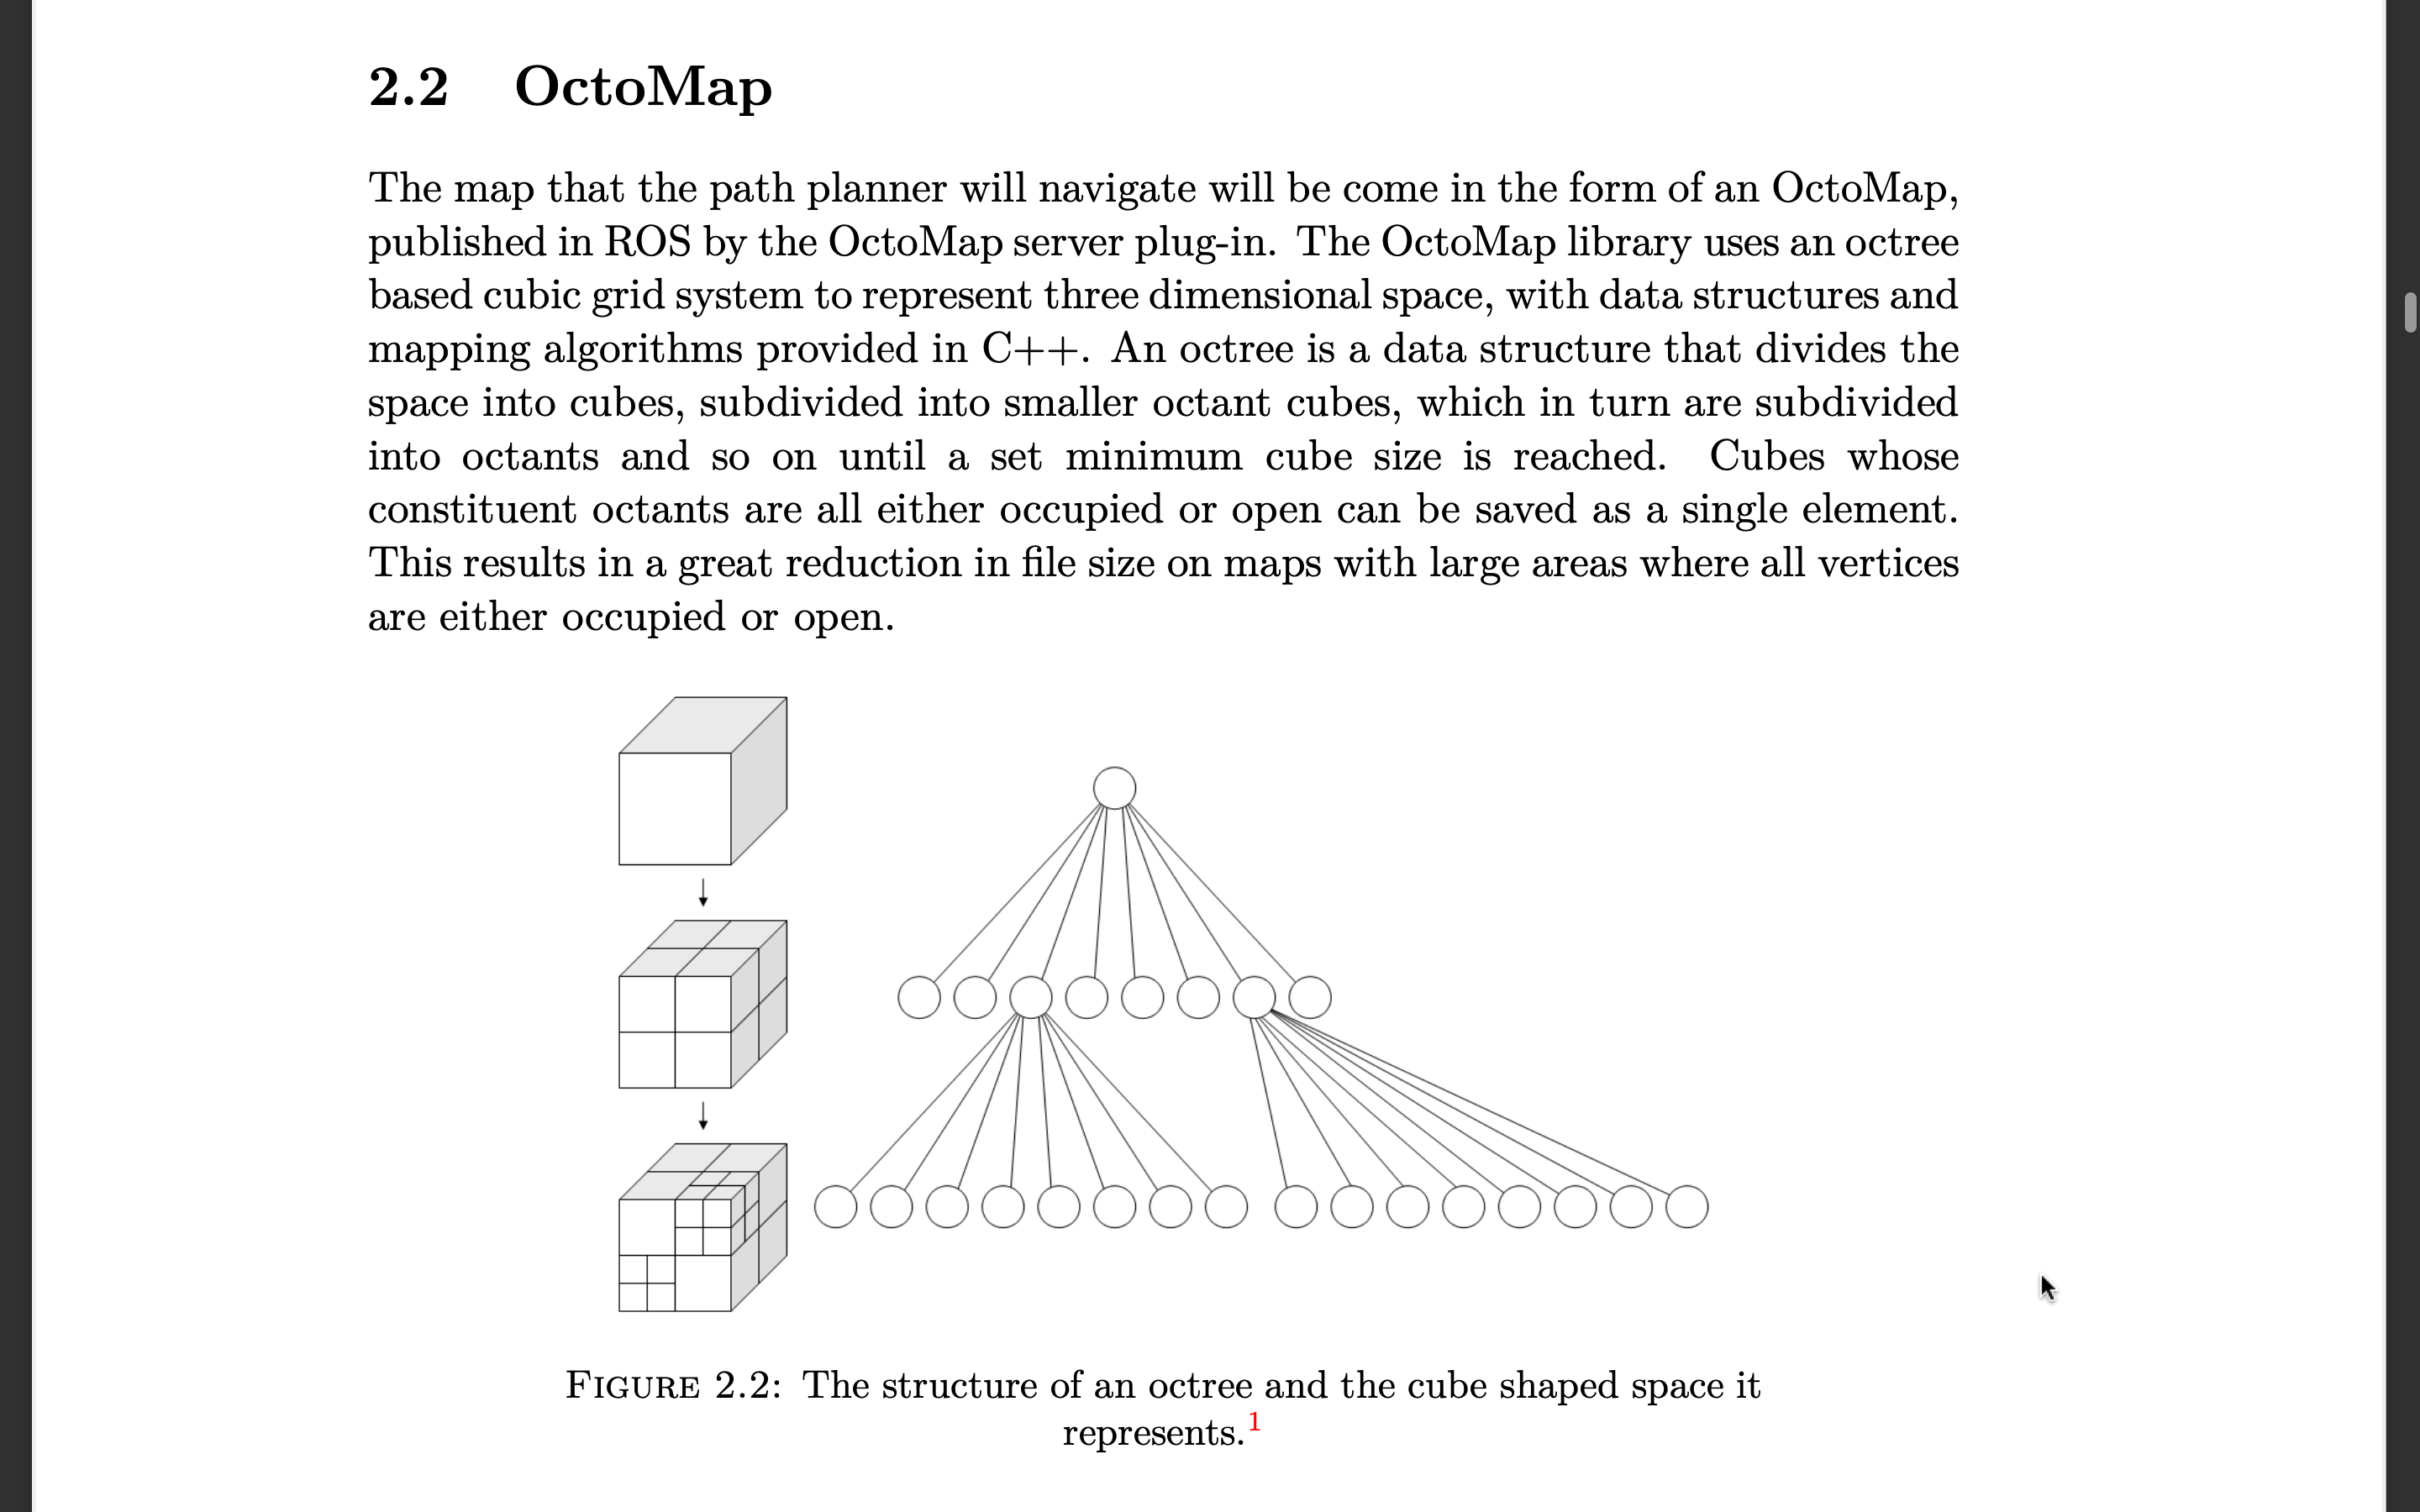 2.2 OctoMap
The map that the path planner will navigate will be come in the form of an OctoMap,
published in ROS by the OctoMap server plug-in. The OctoMap library uses an octree
based cubic grid system to represent three dimensional space, with data structures and
mapping algorithms provided in C++. An octree is a data structure that divides the
space into cubes, subdivided into smaller octant cubes, which in turn are subdivided
into octants and so on until a set minimum cube size is reached. Cubes whose
constituent octants are all either occupied or open can be saved as a single element.
This results in a great reduction in file size on maps with large areas where all vertices
are either occupied or open.
Figure 2.2: The structure of an octree and the cube shaped space it
represents.1